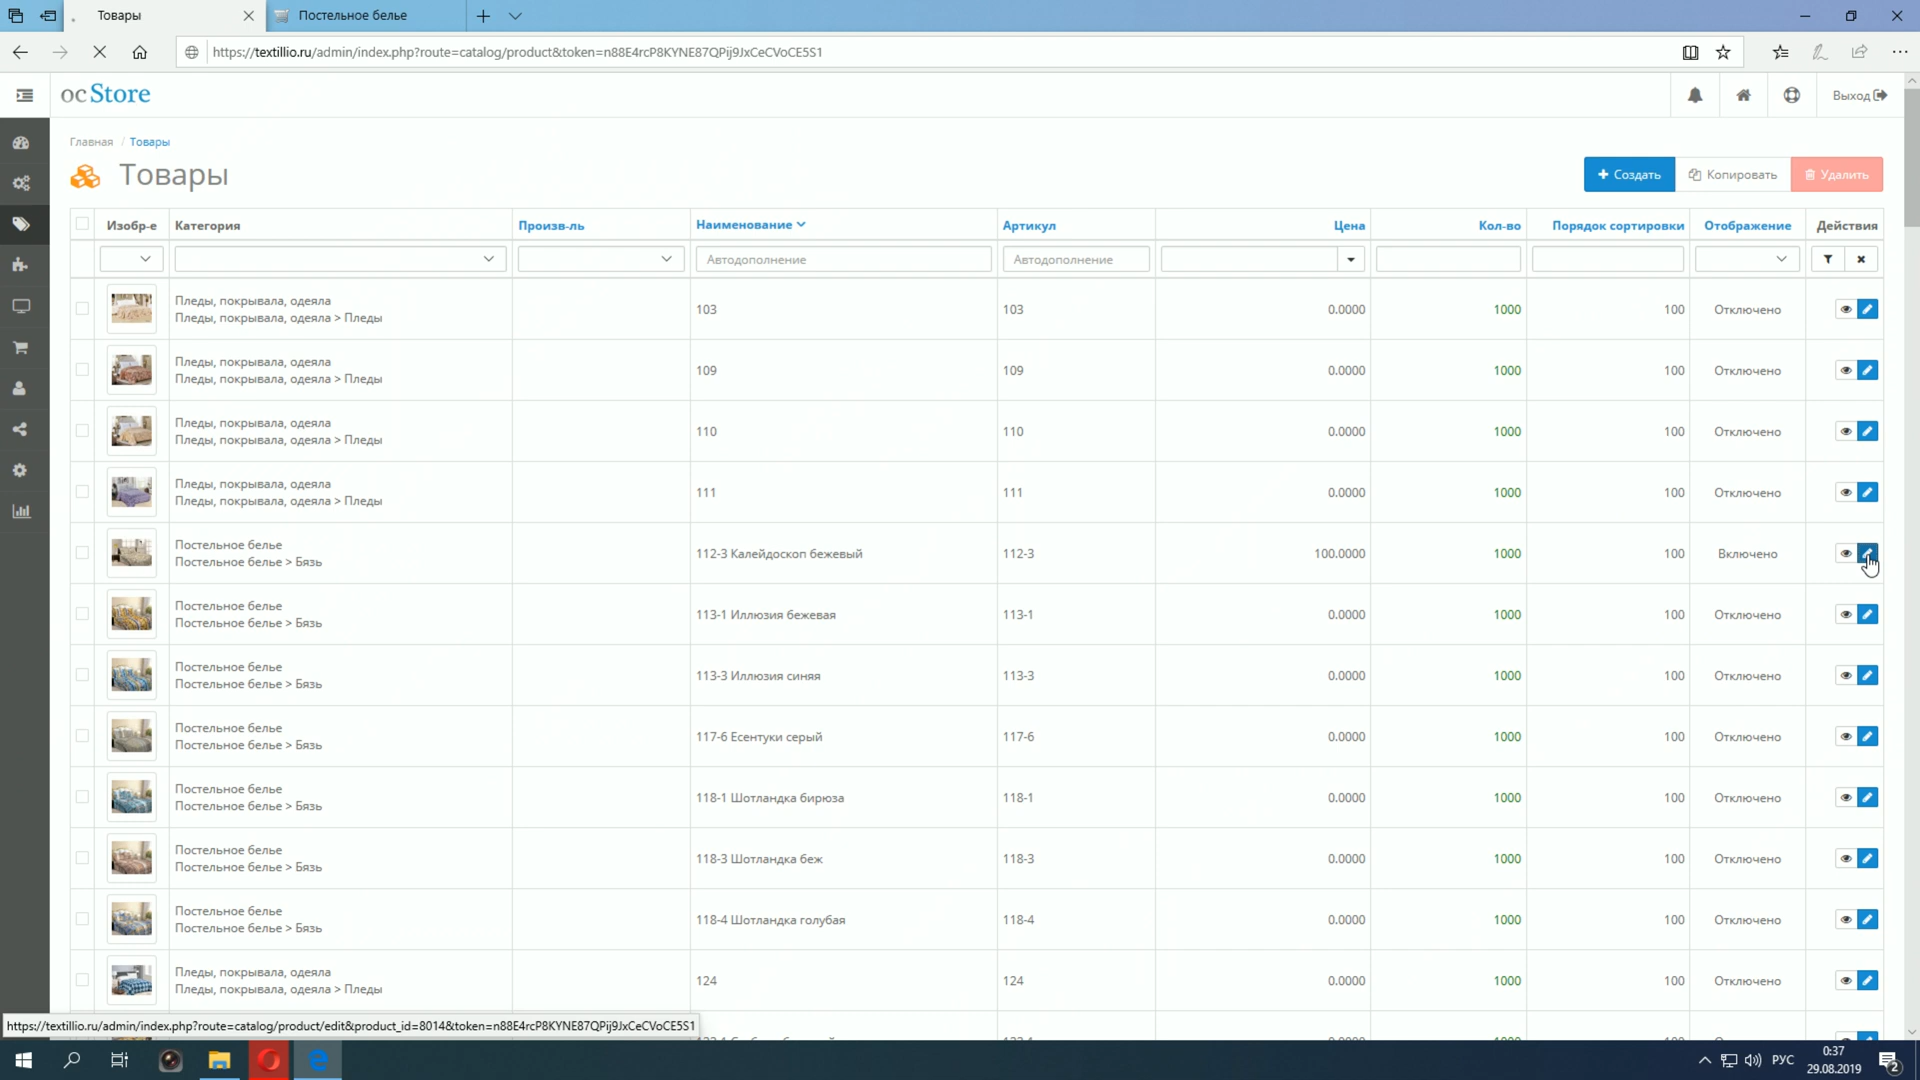 Товары
Постельное белье
https://textillio.ru/admin/index.php?route=catalog/product&token=n88E4rcP8KYNE87QPij9JxCeCVoCE5S1
ocStore
Выход
Главная / Товары
Товары
Создать
Копировать
Удалить
Изобр-е Категория Произв-ль Наименование Артикул Цена Кол-во Порядок сортировки Отображение Действия
Автодополнение Автодополнение
Пледы, покрывала, одеяла
Пледы, покрывала, одеяла > Пледы
103 103 0.0000 1000 100 Отключено
Пледы, покрывала, одеяла
Пледы, покрывала, одеяла > Пледы
109 109 0.0000 1000 100 Отключено
Пледы, покрывала, одеяла
Пледы, покрывала, одеяла > Пледы
110 110 0.0000 1000 100 Отключено
Пледы, покрывала, одеяла
Пледы, покрывала, одеяла > Пледы
111 111 0.0000 1000 100 Отключено
Постельное белье
Постельное белье > Бязь
112-3 Калейдоскоп бежевый 112-3 100.0000 1000 100 Включено
Постельное белье
Постельное белье > Бязь
113-1 Иллюзия бежевая 113-1 0.0000 1000 100 Отключено
Постельное белье
Постельное белье > Бязь
113-3 Иллюзия синяя 113-3 0.0000 1000 100 Отключено
Постельное белье
Постельное белье > Бязь
117-6 Есентуки серый 117-6 0.0000 1000 100 Отключено
Постельное белье
Постельное белье > Бязь
118-1 Шотландка бирюза 118-1 0.0000 1000 100 Отключено
Постельное белье
Постельное белье > Бязь
118-3 Шотландка беж 118-3 0.0000 1000 100 Отключено
Постельное белье
Постельное белье > Бязь
118-4 Шотландка голубая 118-4 0.0000 1000 100 Отключено
Пледы, покрывала, одеяла
Пледы, покрывала, одеяла > Пледы
124 124 0.0000 1000 100 Отключено
https://textillio.ru/admin/index.php?route=catalog/product/edit&product_id=8014&token=n88E4rcP8KYNE87QPij9JxCeCVoCE5S1
РУС
0:37
29.08.2019
2